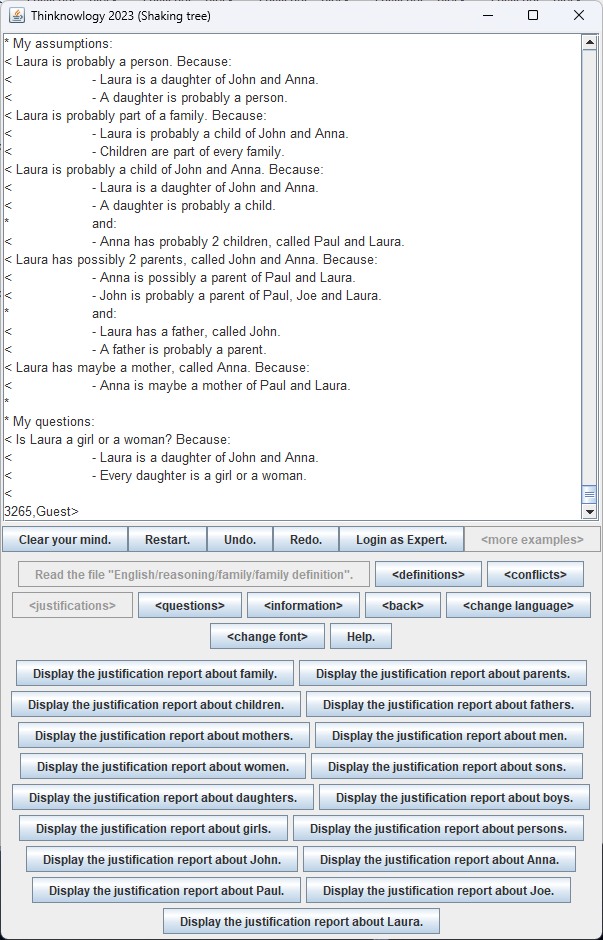 Thinknowlogy 2023 (Shaking tree)
* My assumptions:
< Laura is probably a person. Because:
< - Laura is a daughter of John and Anna.
< - A daughter is probably a person.
< Laura is probably part of a family. Because:
< - Laura is probably a child of John and Anna.
< - Children are part of every family.
< Laura is probably a child of John and Anna. Because:
< - Laura is a daughter of John and Anna.
< - A daughter is probably a child.
* and:
< - Anna has probably 2 children, called Paul and Laura.
< Laura has possibly 2 parents, called John and Anna. Because:
< - Anna is possibly a parent of Paul and Laura.
< - John is probably a parent of Paul, Joe and Laura.
* and:
< - Laura has a father, called John.
< - A father is probably a parent.
< Laura has maybe a mother, called Anna. Because:
< - Anna is maybe a mother of Paul and Laura.
*
* My questions:
< Is Laura a girl or a woman? Because:
< - Laura is a daughter of John and Anna.
< - Every daughter is a girl or a woman.
<
3265,Guest>
Clear your mind. Restart. Undo. Redo. Login as Expert. <more examples>
Read the file "English/reasoning/family/family definition". <definitions> <conflicts>
<justifications> <questions> <information> <back> <change language>
<change font> Help.
Display the justification report about family. Display the justification report about parents.
Display the justification report about children. Display the justification report about fathers.
Display the justification report about mothers. Display the justification report about men.
Display the justification report about women. Display the justification report about sons.
Display the justification report about daughters. Display the justification report about boys.
Display the justification report about girls. Display the justification report about persons.
Display the justification report about John. Display the justification report about Anna.
Display the justification report about Paul. Display the justification report about Joe.
Display the justification report about Laura.